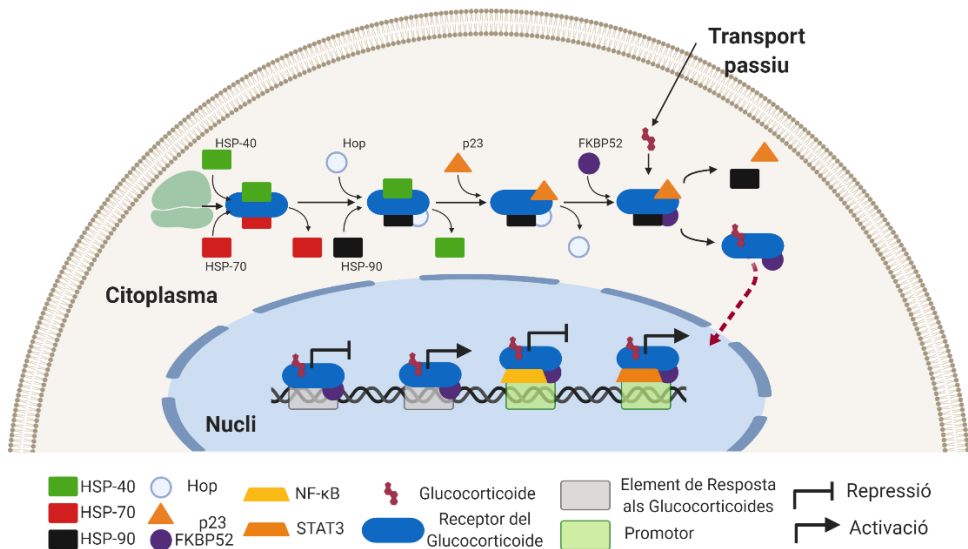 Transport
passiu
HSP-40
Hop
p23
FKBP52
HSP-70
HSP-90
Citoplasma
Nucli
HSP-40
HSP-70
HSP-90
Hop
p23
FKBP52
NF-κB
STAT3
Glucocorticoide
Receptor del
Glucocorticoide
Element de Resposta
als Glucocorticoides
Promotor
Repressió
Activació